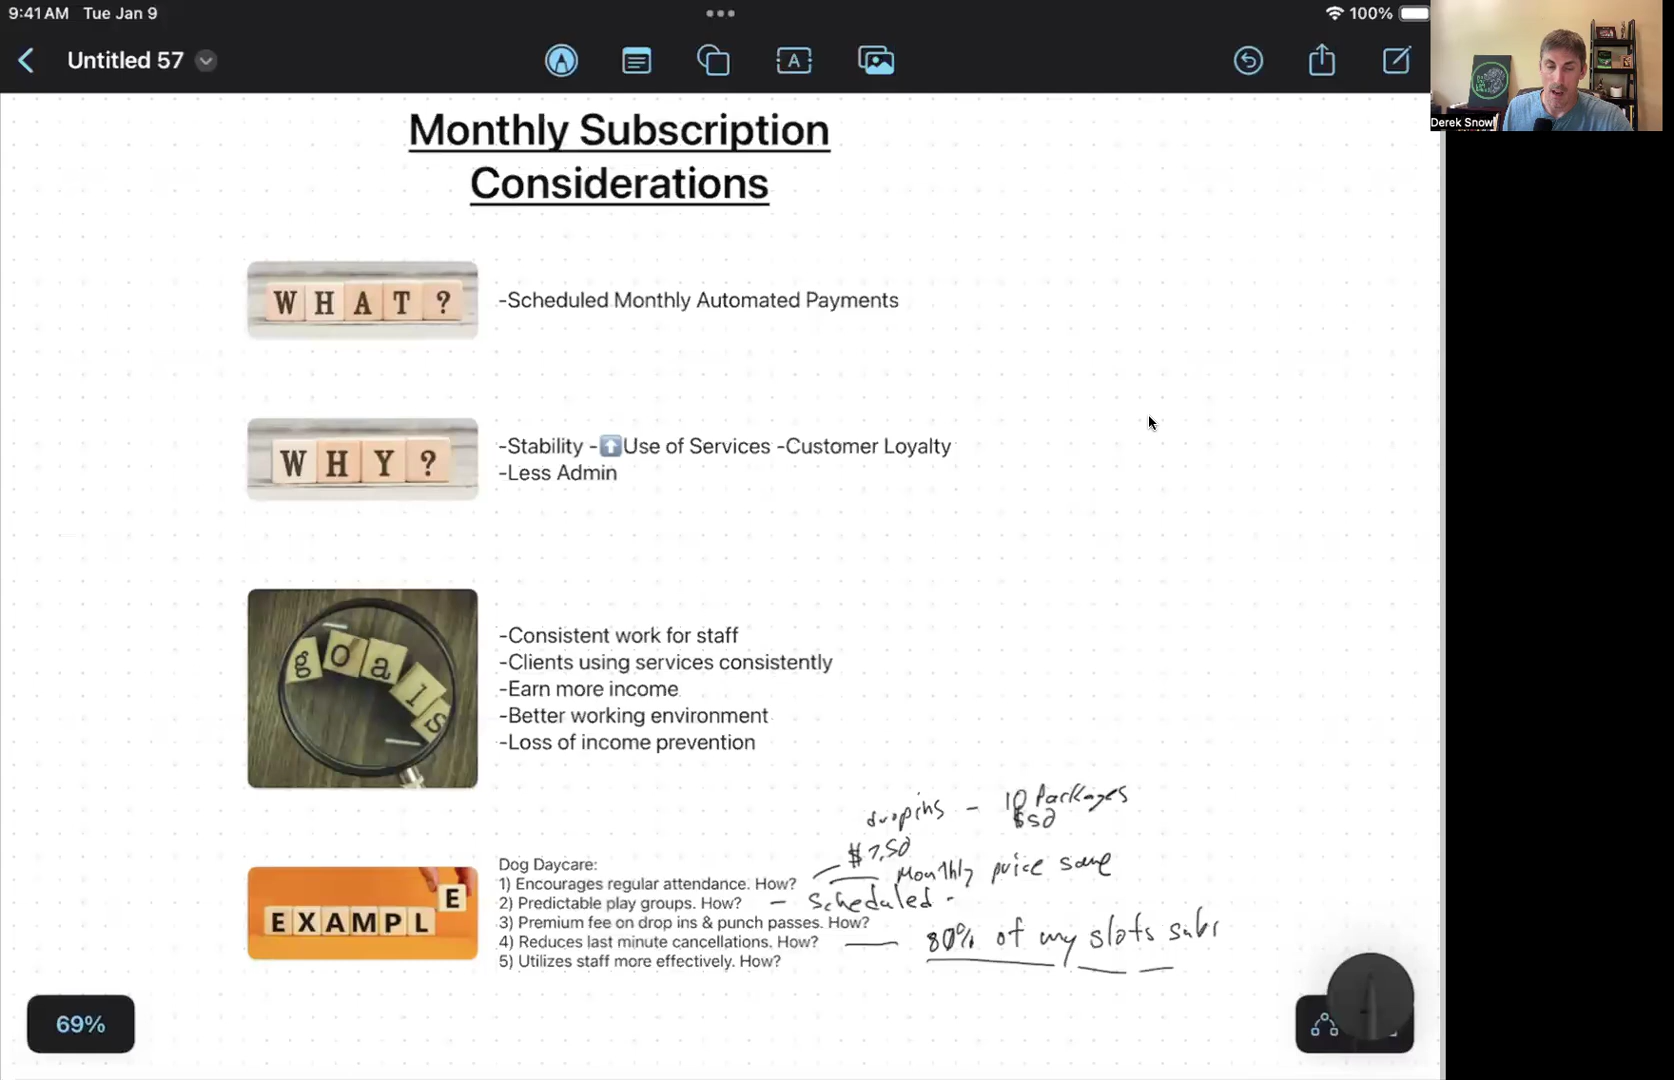 9:41 AM Tue Jan 9
100%
Untitled 57
A
Derek Snow
Monthly Subscription
Considerations
WHAT?
-Scheduled Monthly Automated Payments
WHY?
-Stability -⬆Use of Services -Customer Loyalty
-Less Admin
goals
-Consistent work for staff
-Clients using services consistently
-Earn more income
-Better working environment
-Loss of income prevention
dropins - 10 Packages
$50
$7.50
EXAMPLE
Dog Daycare:
1) Encourages regular attendance. How?
Monthly price same
2) Predictable play groups. How? - Scheduled -
3) Premium fee on drop ins & punch passes. How?
4) Reduces last minute cancellations. How? — 80% of my slots subs
5) Utilizes staff more effectively. How?
69%